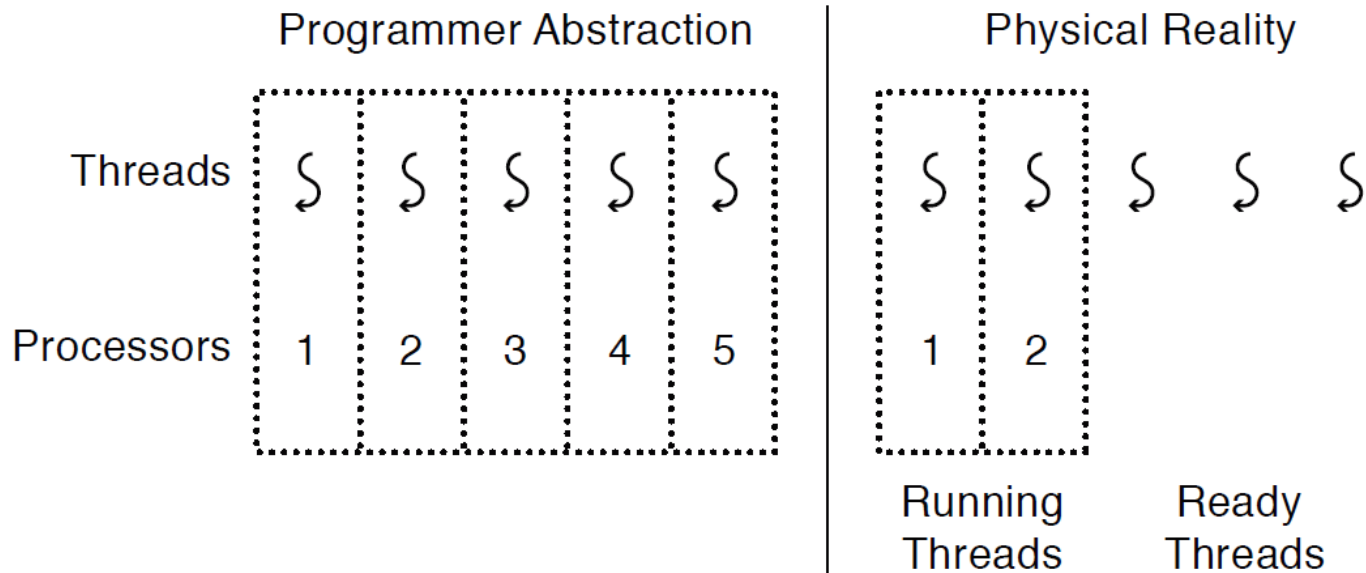 Programmer Abstraction
Physical Reality
Threads
Processors 1 2 3 4 5 1 2
Running
Threads
Ready
Threads